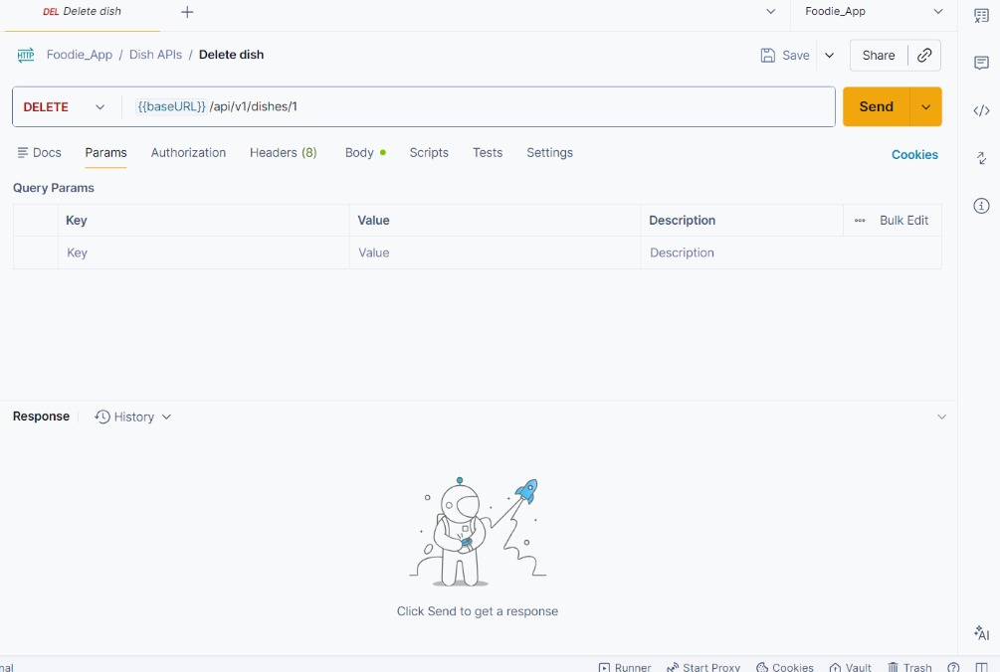 DEL Delete dish
Foodie_App
HTTP Foodie_App / Dish APIs / Delete dish Save Share
DELETE {{baseURL}} /api/v1/dishes/1 Send
Docs Params Authorization Headers (8) Body Scripts Tests Settings Cookies
Query Params
Key Value Description ••• Bulk Edit
Key Value Description
Response History
Click Send to get a response
AI
nal Runner Start Proxy Cookies Vault Trash